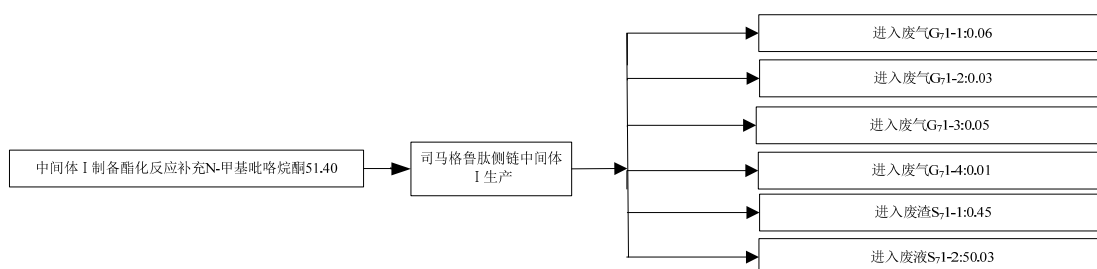 进入废气G₇1-1:0.06
进入废气G₇1-2:0.03
进入废气G₇1-3:0.05
中间体Ⅰ制备酯化反应补充N-甲基吡咯烷酮51.40
司马格鲁肽侧链中间体
Ⅰ生产
进入废气G₇1-4:0.01
进入废渣S₇1-1:0.45
进入废液S₇1-2:50.03